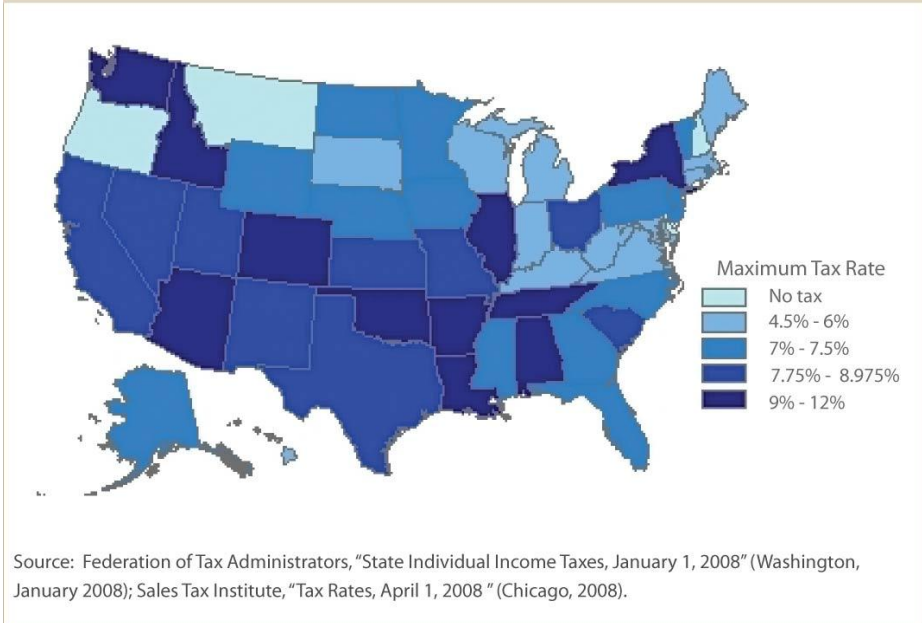 Maximum Tax Rate
No tax
4.5% - 6%
7% - 7.5%
7.75% - 8.975%
9% - 12%
Source: Federation of Tax Administrators, “State Individual Income Taxes, January 1, 2008” (Washington,
January 2008); Sales Tax Institute, “Tax Rates, April 1, 2008 ” (Chicago, 2008).